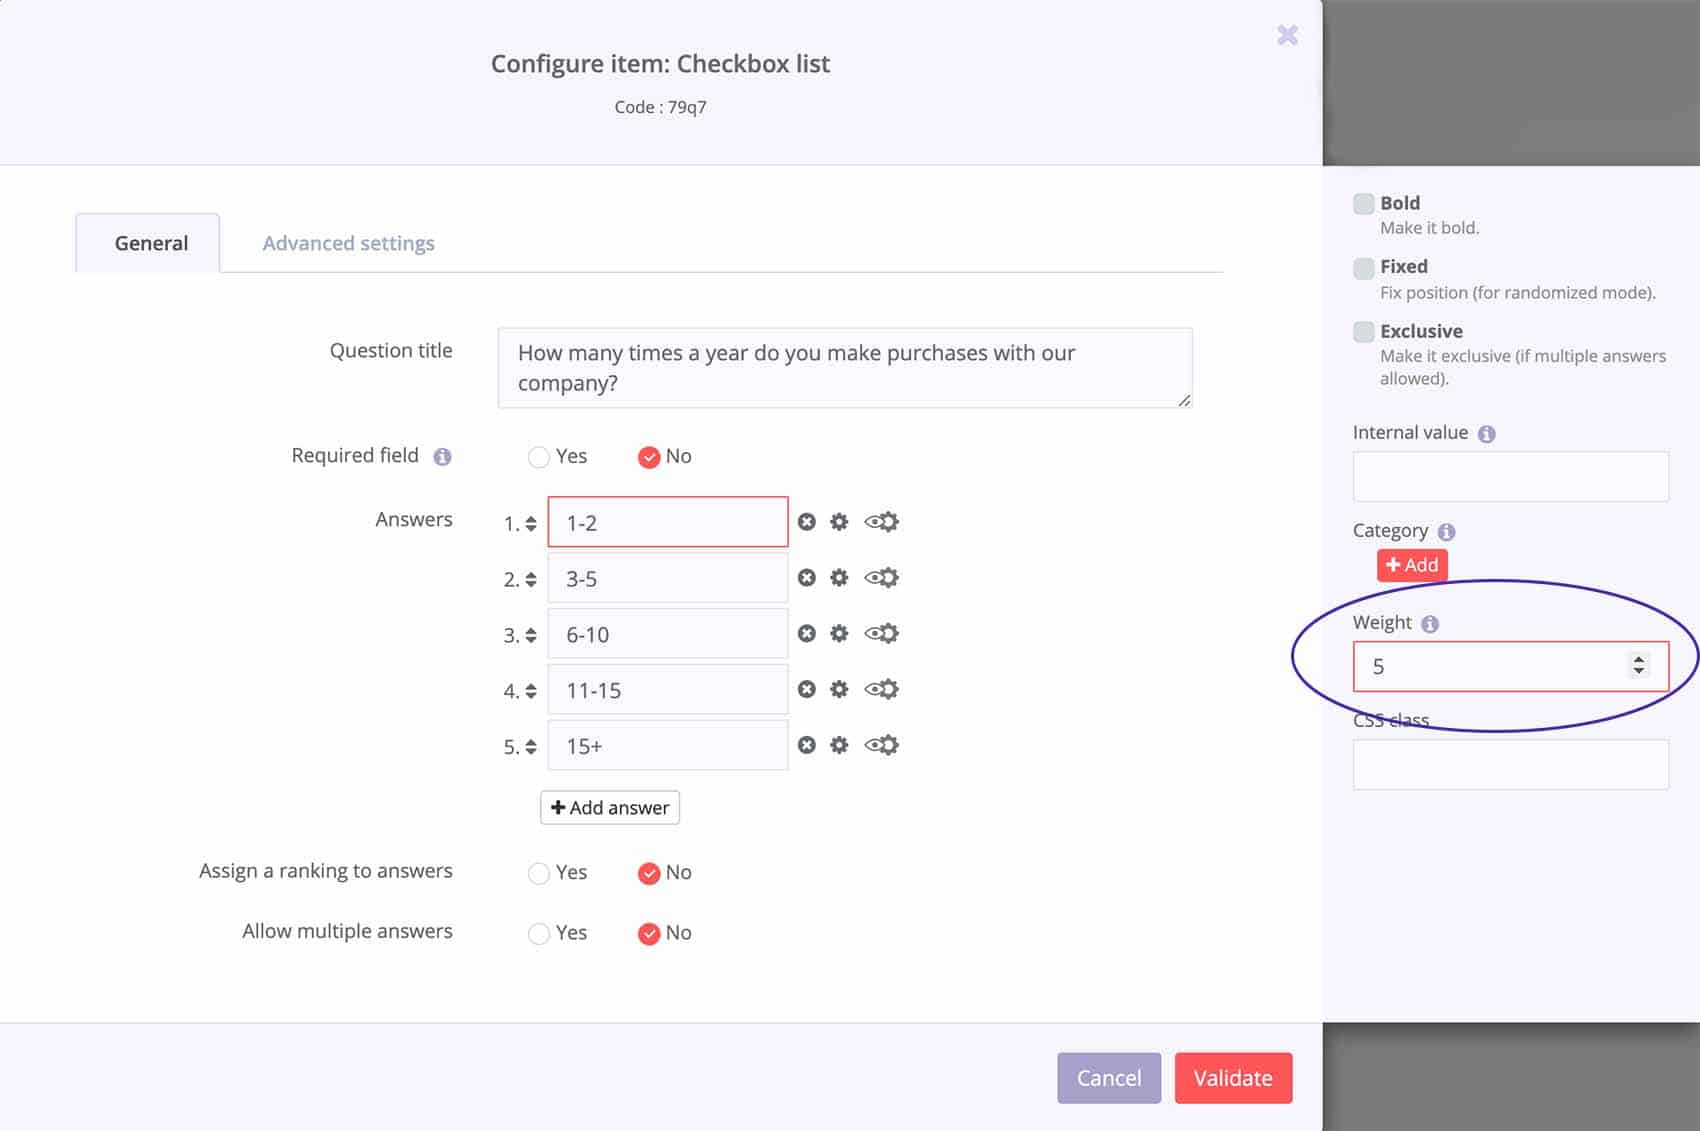 Configure item: Checkbox list
Code : 79q7
General
Advanced settings
Question title
How many times a year do you make purchases with our
company?
Required field
Yes
No
Answers
1.
1-2
2.
3-5
3.
6-10
4.
11-15
5.
15+
Add answer
Assign a ranking to answers
Yes
No
Allow multiple answers
Yes
No
Cancel
Validate
Bold
Make it bold.
Fixed
Fix position (for randomized mode).
Exclusive
Make it exclusive (if multiple answers
allowed).
Internal value
Category
Add
Weight
5
CSS class